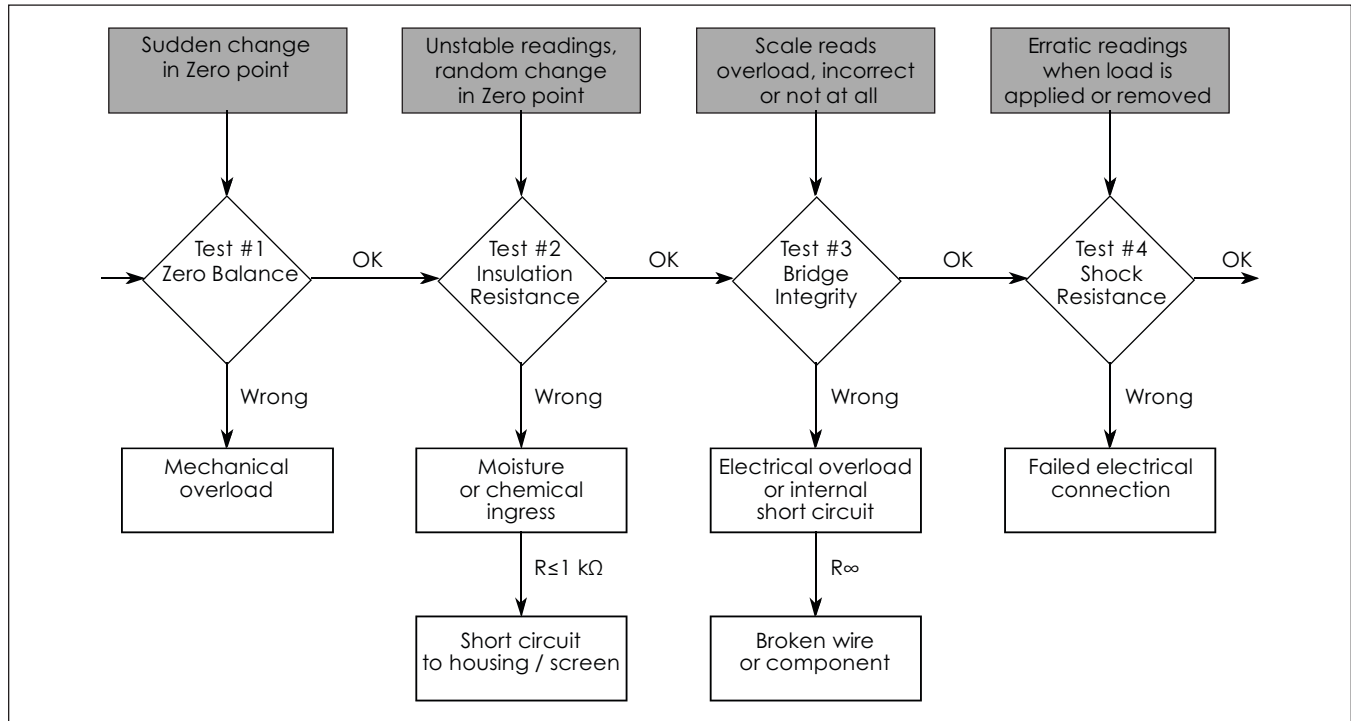 Sudden change
in Zero point
Unstable readings,
random change
in Zero point
Scale reads
overload, incorrect
or not at all
Erratic readings
when load is
applied or removed
Test #1
Zero Balance
OK
Test #2
Insulation
Resistance
OK
Test #3
Bridge
Integrity
OK
Test #4
Shock
Resistance
OK
Wrong
Wrong
Wrong
Wrong
Mechanical
overload
Moisture
or chemical
ingress
Electrical overload
or internal
short circuit
Failed electrical
connection
R≤1 kΩ
R∞
Short circuit
to housing / screen
Broken wire
or component